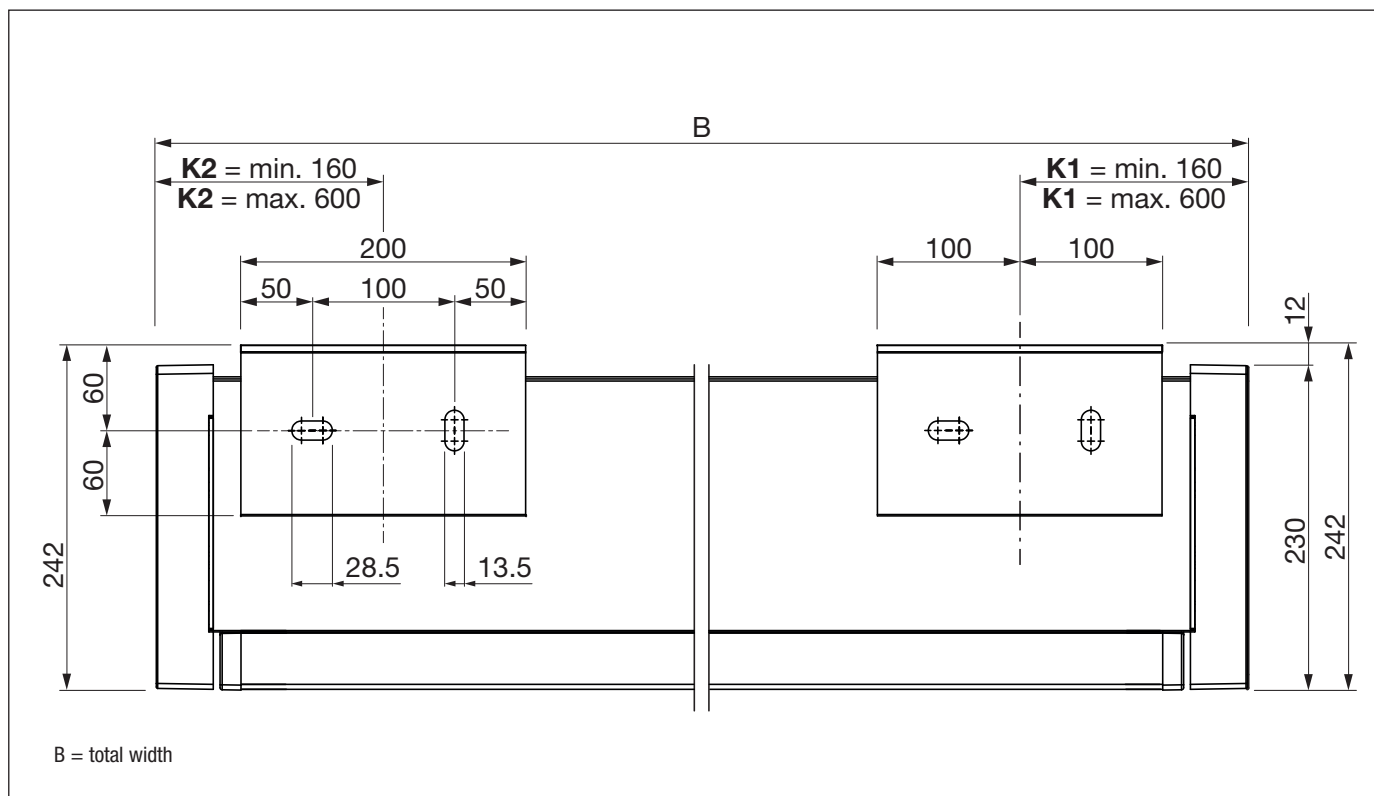 B
K2 = min. 160
K2 = max. 600
K1 = min. 160
K1 = max. 600
200
100
100
50
100
50
12
60
60
242
28.5
13.5
230
242
B = total width